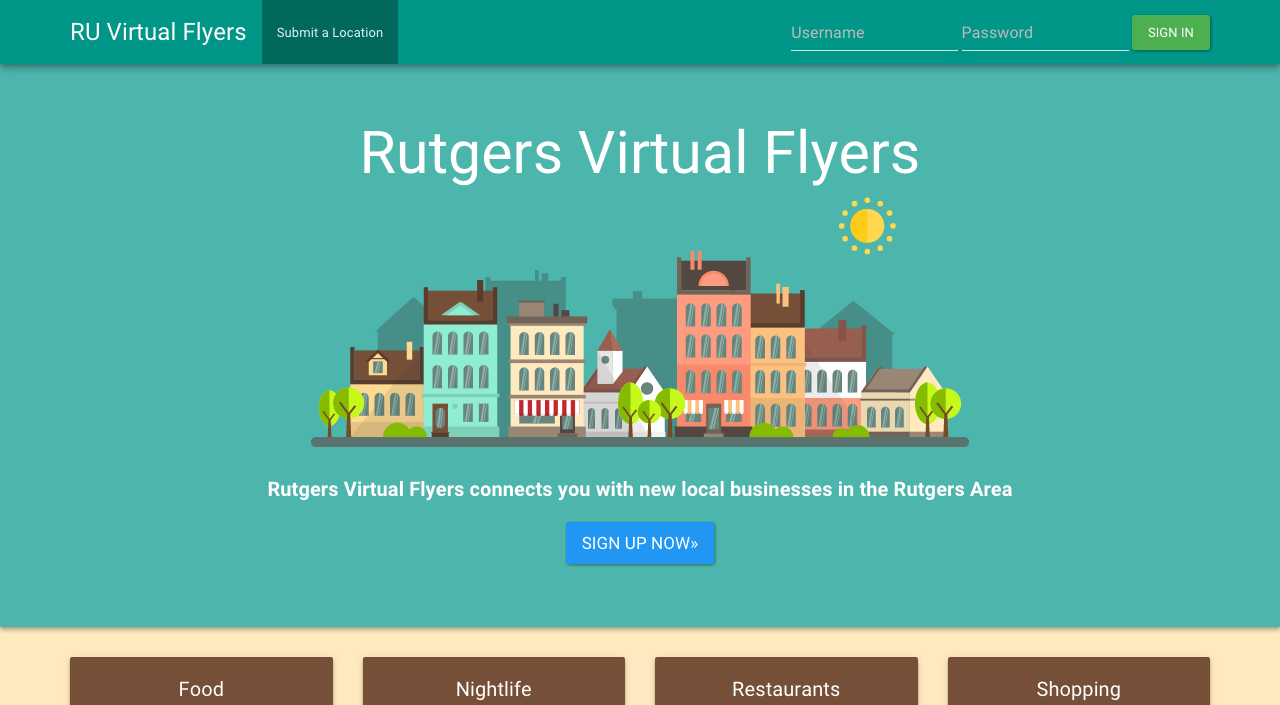 RU Virtual Flyers
Submit a Location
Username
Password
SIGN IN
Rutgers Virtual Flyers
Rutgers Virtual Flyers connects you with new local businesses in the Rutgers Area
SIGN UP NOW»
Food
Nightlife
Restaurants
Shopping